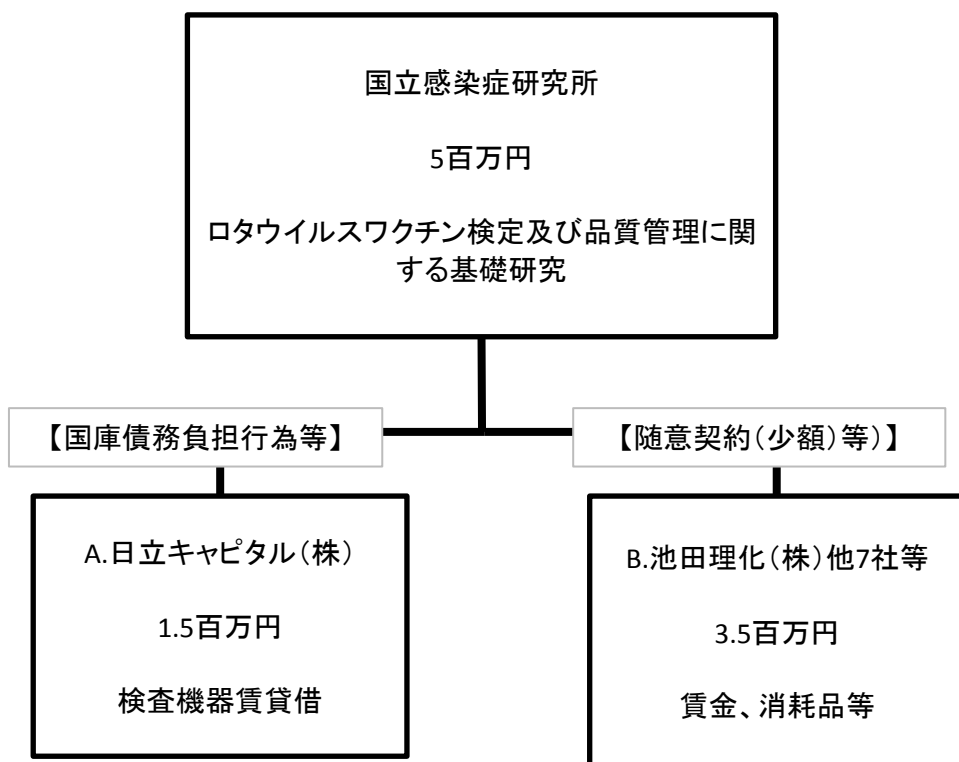 国立感染症研究所
5百万円
ロタウイルスワクチン検定及び品質管理に関
する基礎研究
【国庫債務負担行為等】
【随意契約(少額)等)】
A.日立キャピタル(株)
1.5百万円
検査機器賃貸借
B.池田理化(株)他7社等
3.5百万円
賃金、消耗品等